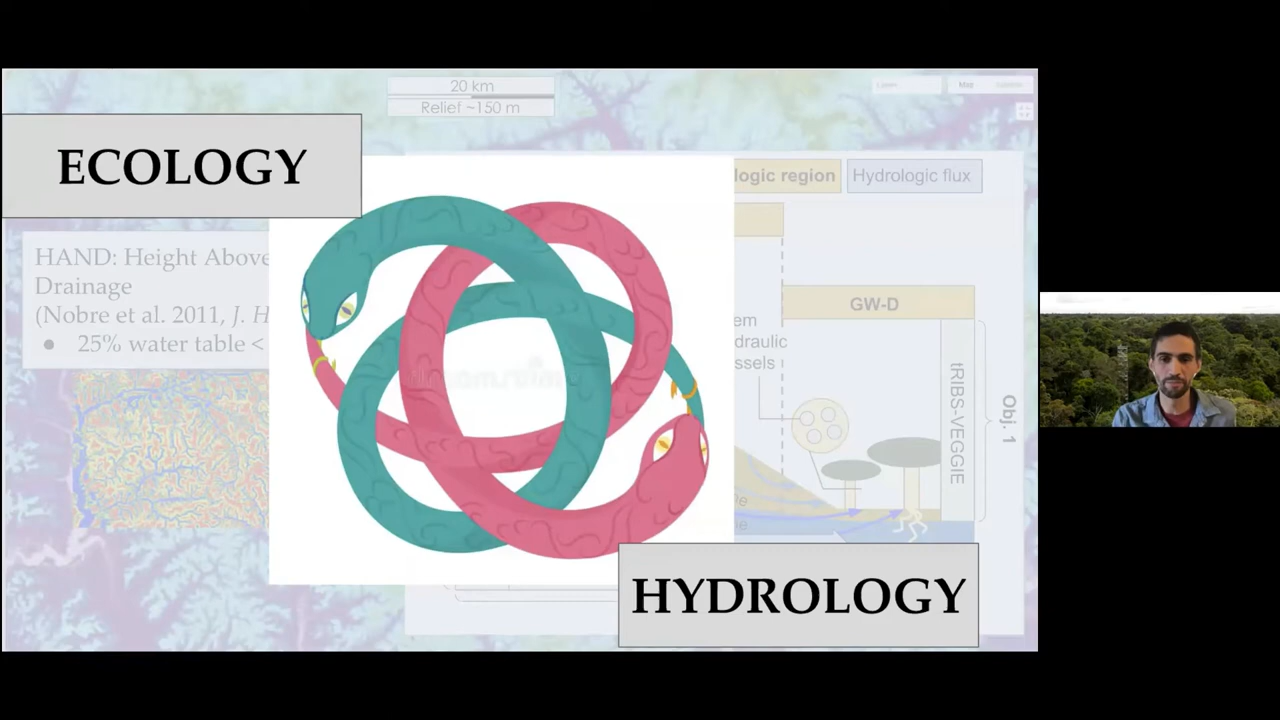 20 km
Relief ~150 m
Map
ECOLOGY
logic region
Hydrologic flux
HAND: Height Above
Drainage
(Nobre et al. 2011, J. H
● 25% water table <
GW-D
em
draulic
ssels
tRIBS-VEGGIE
Obj. 1
HYDROLOGY